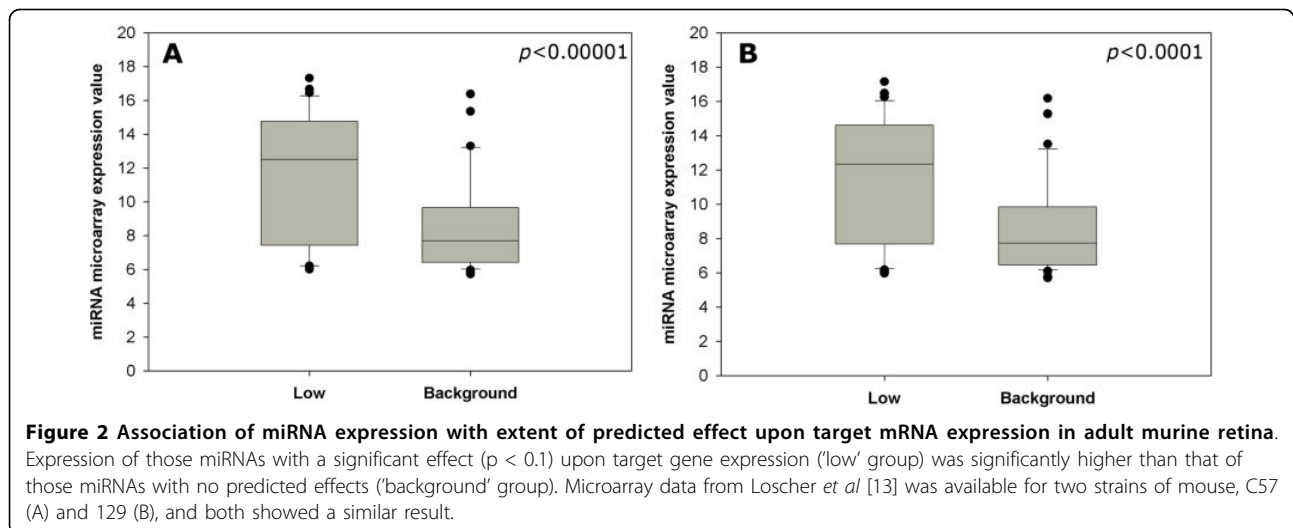 A
p<0.00001
miRNA microarray expression value
20
18
16
14
12
10
8
6
4
2
0
Low
Background
B
p<0.0001
miRNA microarray expression value
20
18
16
14
12
10
8
6
4
2
0
Low
Background
Figure 2 Association of miRNA expression with extent of predicted effect upon target mRNA expression in adult murine retina.
Expression of those miRNAs with a significant effect (p < 0.1) upon target gene expression ('low' group) was significantly higher than that of
those miRNAs with no predicted effects ('background' group). Microarray data from Loscher et al [13] was available for two strains of mouse, C57
(A) and 129 (B), and both showed a similar result.